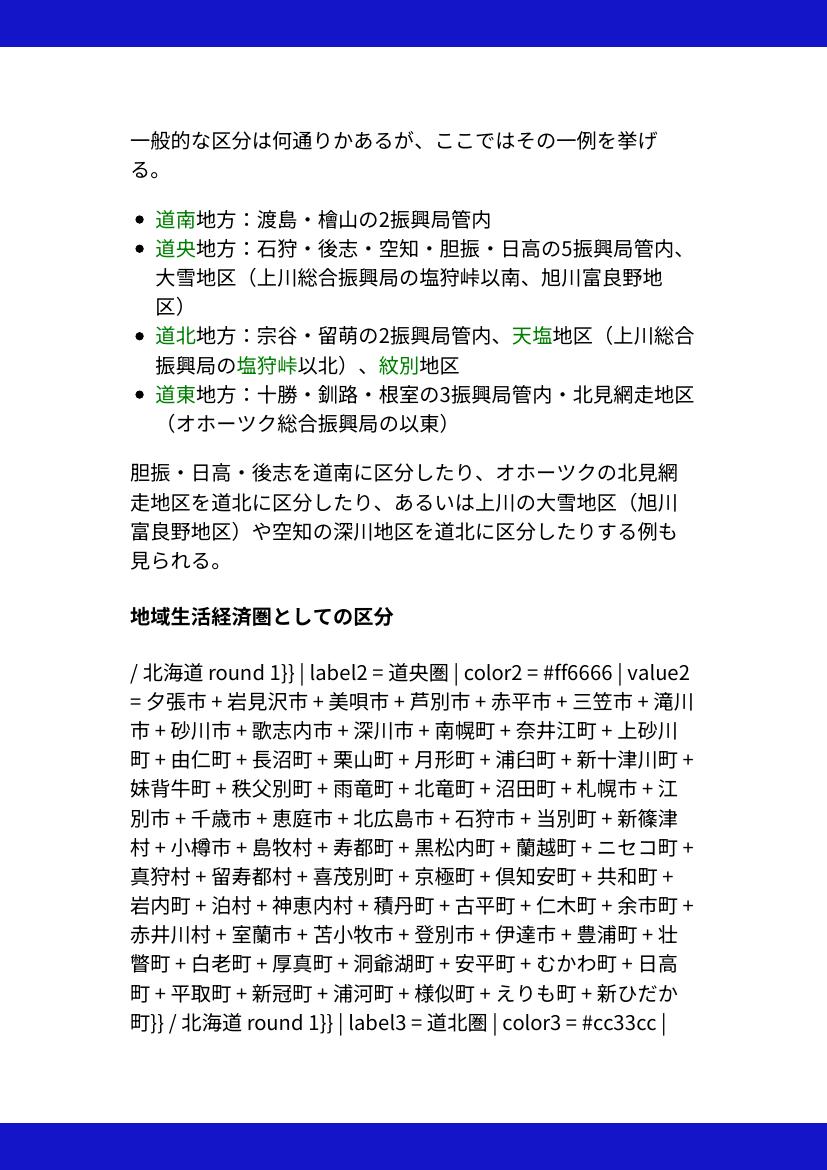 一般的な区分は何通りかあるが、ここではその一例を挙げ
る。
• 道南地方：渡島・檜山の2振興局管内
• 道央地方：石狩・後志・空知・胆振・日高の5振興局管内、
大雪地区（上川総合振興局の塩狩峠以南、旭川富良野地
区）
• 道北地方：宗谷・留萌の2振興局管内、天塩地区（上川総合
振興局の塩狩峠以北）、紋別地区
• 道東地方：十勝・釧路・根室の3振興局管内・北見網走地区
（オホーツク総合振興局の以東）
胆振・日高・後志を道南に区分したり、オホーツクの北見網
走地区を道北に区分したり、あるいは上川の大雪地区（旭川
富良野地区）や空知の深川地区を道北に区分したりする例も
見られる。
地域生活経済圏としての区分
/ 北海道 round 1}} | label2 = 道央圏 | color2 = #ff6666 | value2
= 夕張市 + 岩見沢市 + 美唄市 + 芦別市 + 赤平市 + 三笠市 + 滝川
市 + 砂川市 + 歌志内市 + 深川市 + 南幌町 + 奈井江町 + 上砂川
町 + 由仁町 + 長沼町 + 栗山町 + 月形町 + 浦臼町 + 新十津川町 +
妹背牛町 + 秩父別町 + 雨竜町 + 北竜町 + 沼田町 + 札幌市 + 江
別市 + 千歳市 + 恵庭市 + 北広島市 + 石狩市 + 当別町 + 新篠津
村 + 小樽市 + 島牧村 + 寿都町 + 黒松内町 + 蘭越町 + ニセコ町 +
真狩村 + 留寿都村 + 喜茂別町 + 京極町 + 倶知安町 + 共和町 +
岩内町 + 泊村 + 神恵内村 + 積丹町 + 古平町 + 仁木町 + 余市町 +
赤井川村 + 室蘭市 + 苫小牧市 + 登別市 + 伊達市 + 豊浦町 + 壮
瞥町 + 白老町 + 厚真町 + 洞爺湖町 + 安平町 + むかわ町 + 日高
町 + 平取町 + 新冠町 + 浦河町 + 様似町 + えりも町 + 新ひだか
町}} / 北海道 round 1}} | label3 = 道北圏 | color3 = #cc33cc |